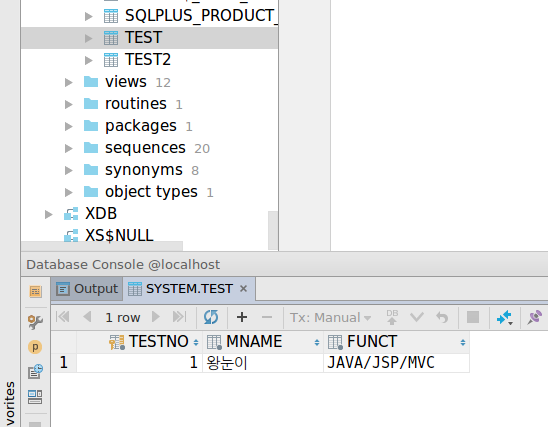 SQLPLUS_PRODUCT_
TEST
TEST2
views 12
routines 1
packages 1
sequences 20
synonyms 8
object types 1
XDB
XS$NULL
Database Console @localhost
Output SYSTEM.TEST ×
1 row Tx: Manual DB
TESTNO MNAME FUNCT
1 1 왕눈이 JAVA/JSP/MVC
p
vorites